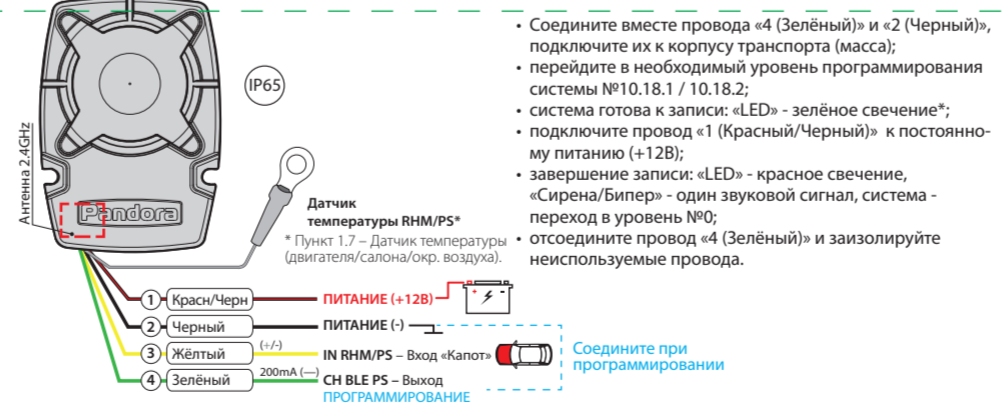 Антенна 2.4GHz
IP65
Pandora
Датчик
температуры RHM/PS*
* Пункт 1.7 – Датчик температуры
(двигателя/салона/окр. воздуха).
1 Красн/Черн ПИТАНИЕ (+12В)
2 Черный ПИТАНИЕ (-)
3 Жёлтый (+/-) IN RHM/PS – Вход «Капот»
4 Зелёный 200mA (—) CH BLE PS – Выход
ПРОГРАММИРОВАНИЕ
Соедините при
программировании
• Соедините вместе провода «4 (Зелёный)» и «2 (Черный)»,
подключите их к корпусу транспорта (масса);
• перейдите в необходимый уровень программирования
системы №10.18.1 / 10.18.2;
• система готова к записи: «LED» - зелёное свечение*;
• подключите провод «1 (Красный/Черный)» к постоянно-
му питанию (+12В);
• завершение записи: «LED» - красное свечение,
«Сирена/Бипер» - один звуковой сигнал, система -
переход в уровень №0;
• отсоедините провод «4 (Зелёный)» и заизолируйте
неиспользуемые провода.